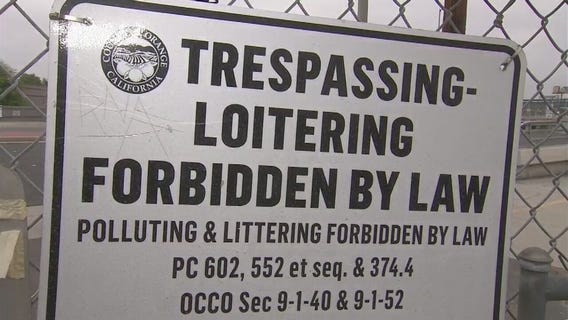 COUNTY OF ORANGE
CALIFORNIA
TRESPASSING-
LOITERING
FORBIDDEN BY LAW
POLLUTING & LITTERING FORBIDDEN BY LAW
PC 602, 552 et seq. & 374.4
OCCO Sec 9-1-40 & 9-1-52